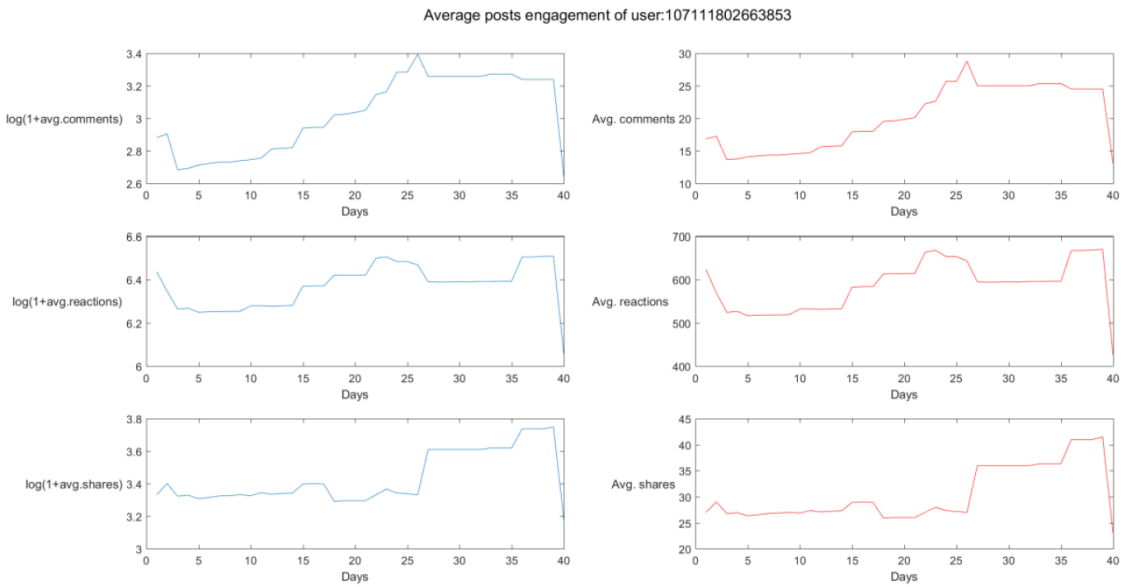 Average posts engagement of user:107111802663853
log(1+avg.comments)
3.4
3.2
3
2.8
2.6
0 5 10 15 20 25 30 35 40
Days
Avg. comments
30
25
20
15
10
0 5 10 15 20 25 30 35 40
Days
log(1+avg.reactions)
6.6
6.4
6.2
6
0 5 10 15 20 25 30 35 40
Days
Avg. reactions
700
600
500
400
0 5 10 15 20 25 30 35 40
Days
log(1+avg.shares)
3.8
3.6
3.4
3.2
3
0 5 10 15 20 25 30 35 40
Days
Avg. shares
45
40
35
30
25
20
0 5 10 15 20 25 30 35 40
Days